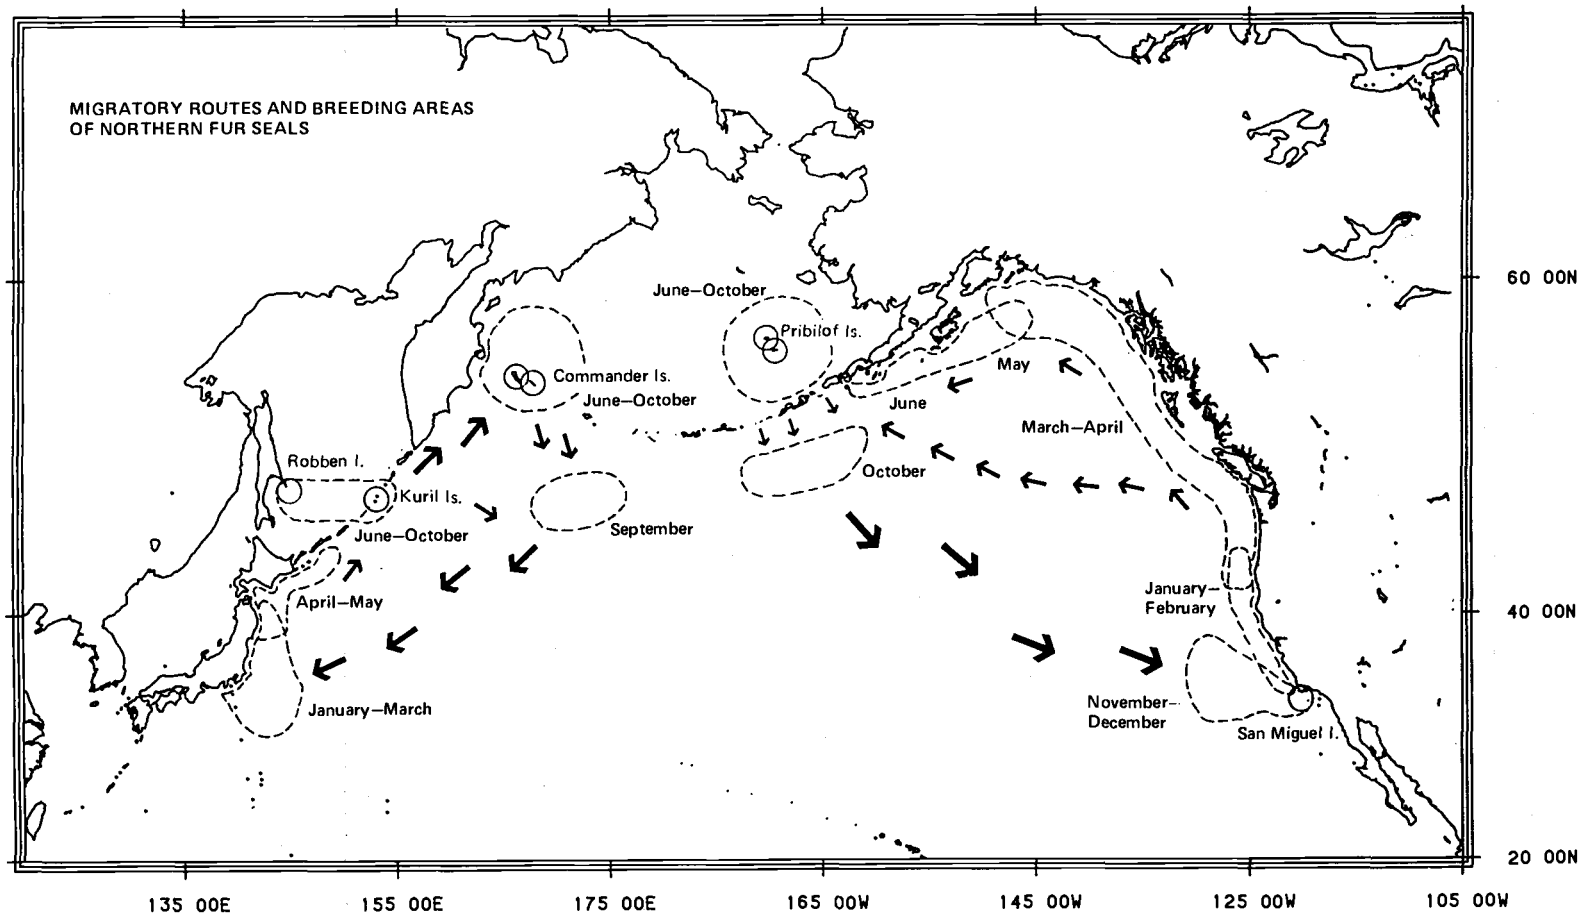 MIGRATORY ROUTES AND BREEDING AREAS
OF NORTHERN FUR SEALS
60 00N
June–October
Pribilof Is.
Commander Is.
June–October
May
June
March–April
Robben I.
October
Kuril Is.
September
June–October
April–May
January–
February
40 00N
January–March
November–
December
San Miguel I.
20 00N
135 00E
155 00E
175 00E
165 00W
145 00W
125 00W
105 00W